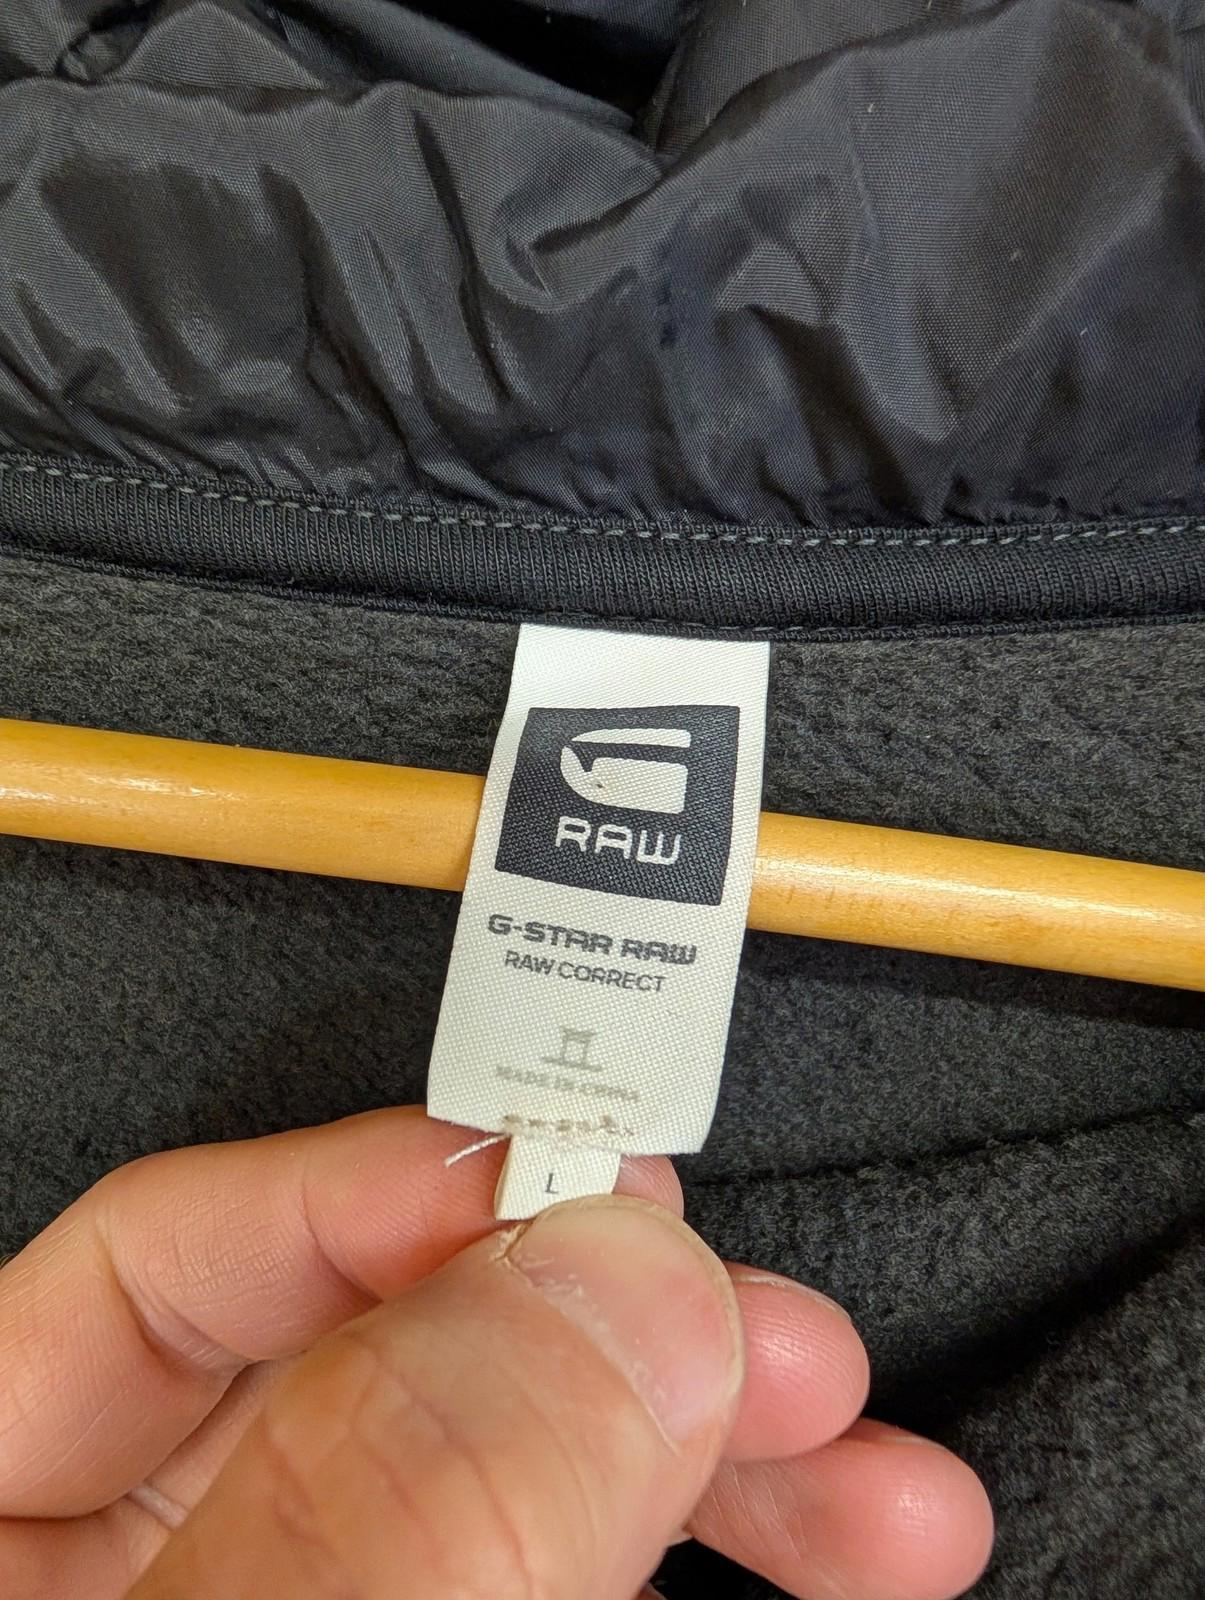 RAW
G-STAR RAW
RAW CORRECT
MADE IN CHINA
L